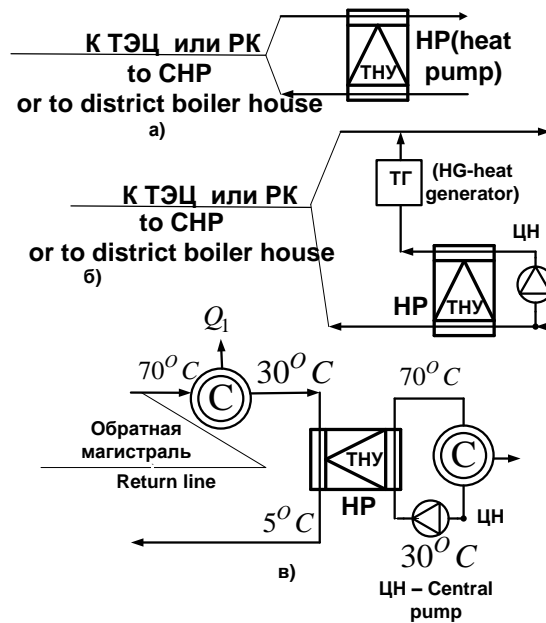 К ТЭЦ или РК
to CHP
or to district boiler house
а)
ТНУ
HP(heat
pump)
К ТЭЦ или РК
to CHP
or to district boiler house
б)
ТГ
(HG-heat
generator)
ЦН
HP
ТНУ
Q1
70° C
C
30° C
Обратная
магистраль
Return line
5° C
ТНУ
HP
70° C
C
ЦН
30° C
в)
ЦН – Central
pump